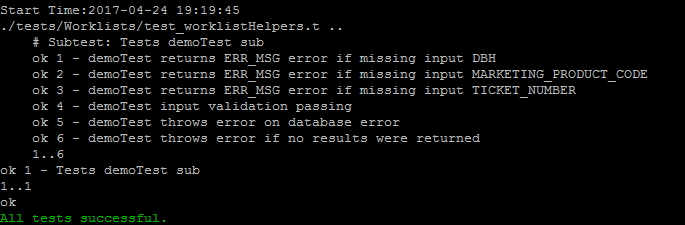 Start Time:2017-04-24 19:19:45
./tests/Worklists/test_worklistHelpers.t ..
# Subtest: Tests demoTest sub
ok 1 - demoTest returns ERR_MSG error if missing input DBH
ok 2 - demoTest returns ERR_MSG error if missing input MARKETING_PRODUCT_CODE
ok 3 - demoTest returns ERR_MSG error if missing input TICKET_NUMBER
ok 4 - demoTest input validation passing
ok 5 - demoTest throws error on database error
ok 6 - demoTest throws error if no results were returned
1..6
ok 1 - Tests demoTest sub
1..1
ok
All tests successful.